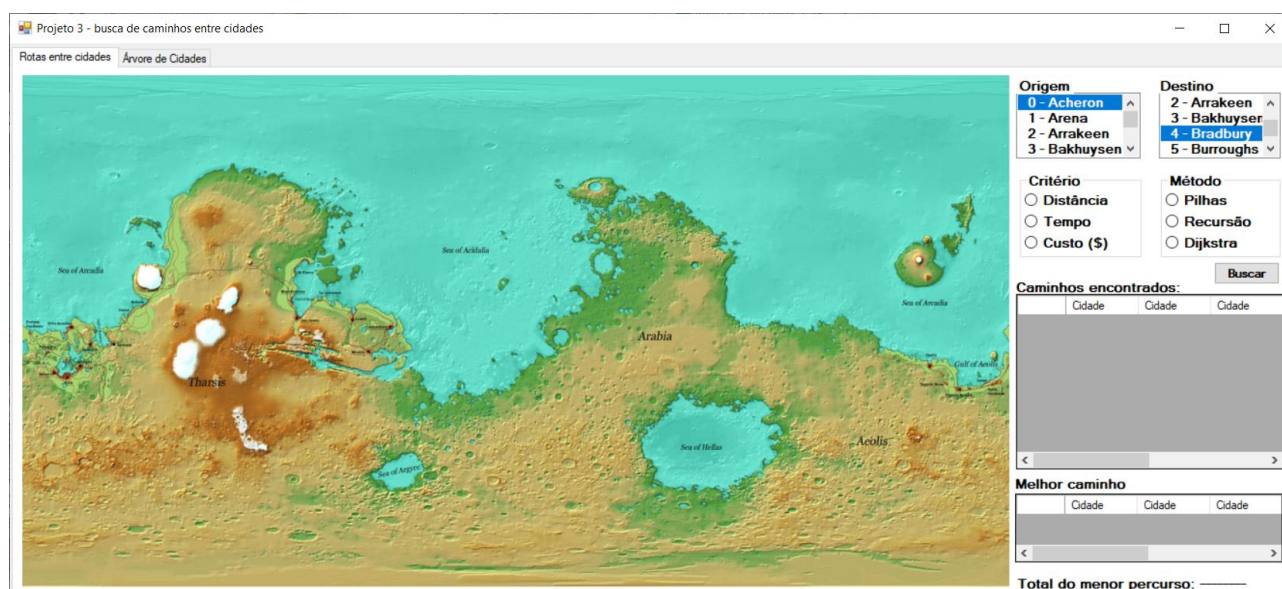 Projeto 3 - busca de caminhos entre cidades
Rotas entre cidades
Árvore de Cidades
Origem
0 - Acheron
1 - Arena
2 - Arrakeen
3 - Bakhuysen
Destino
2 - Arrakeen
3 - Bakhuysen
4 - Bradbury
5 - Burroughs
Critério
Distância
Tempo
Custo ($)
Método
Pilhas
Recursão
Dijkstra
Buscar
Caminhos encontrados:
Cidade Cidade Cidade
Melhor caminho
Cidade Cidade Cidade
Total do menor percurso: --------
Sea of Acidalia
Sea of Arcadia
Sea of Arcadia
Arabia
Gulf of Aeolis
Tharsis
Sea of Hellas
Aeolis
Sea of Argyre